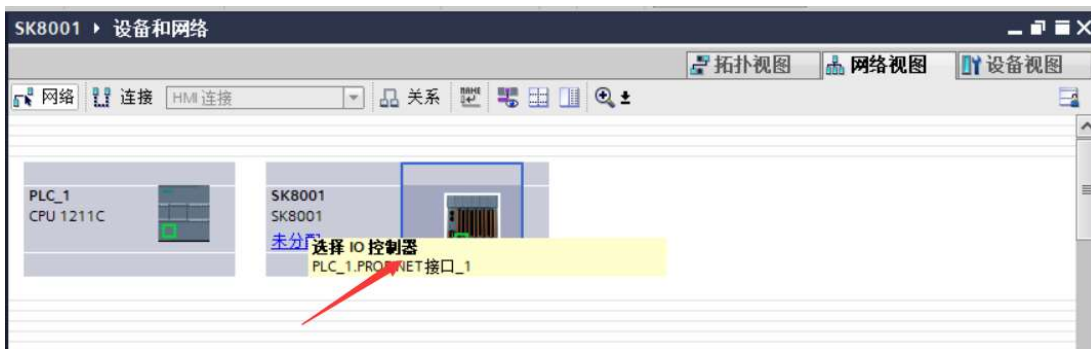 SK8001 ▸ 设备和网络
拓扑视图 网络视图 设备视图
网络 连接 HMI 连接 关系
PLC_1
CPU 1211C
SK8001
SK8001
未分配
选择 IO 控制器
PLC_1.PROFINET接口_1